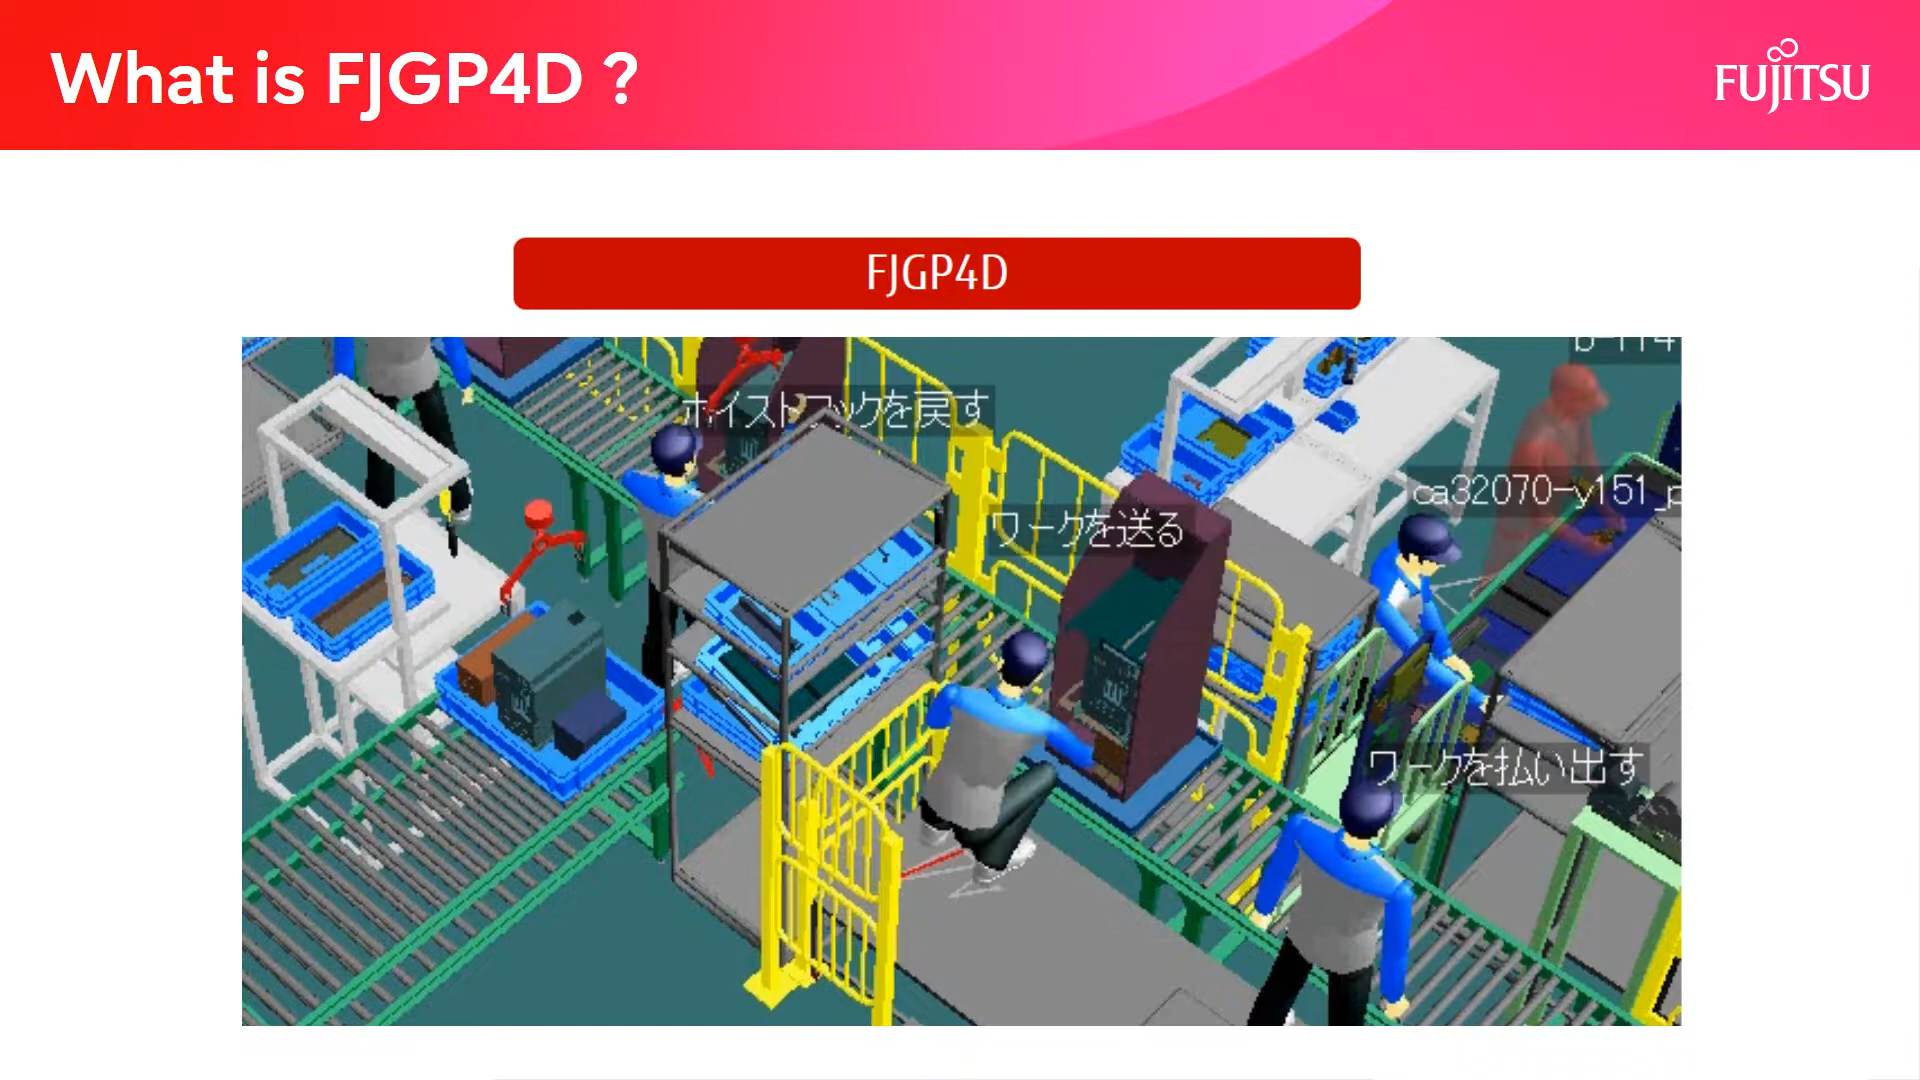 What is FJGP4D ?
FUJITSU
FJGP4D
ホイストフックを戻す
ca32070-y151_p
ワークを送る
ワークを払い出す